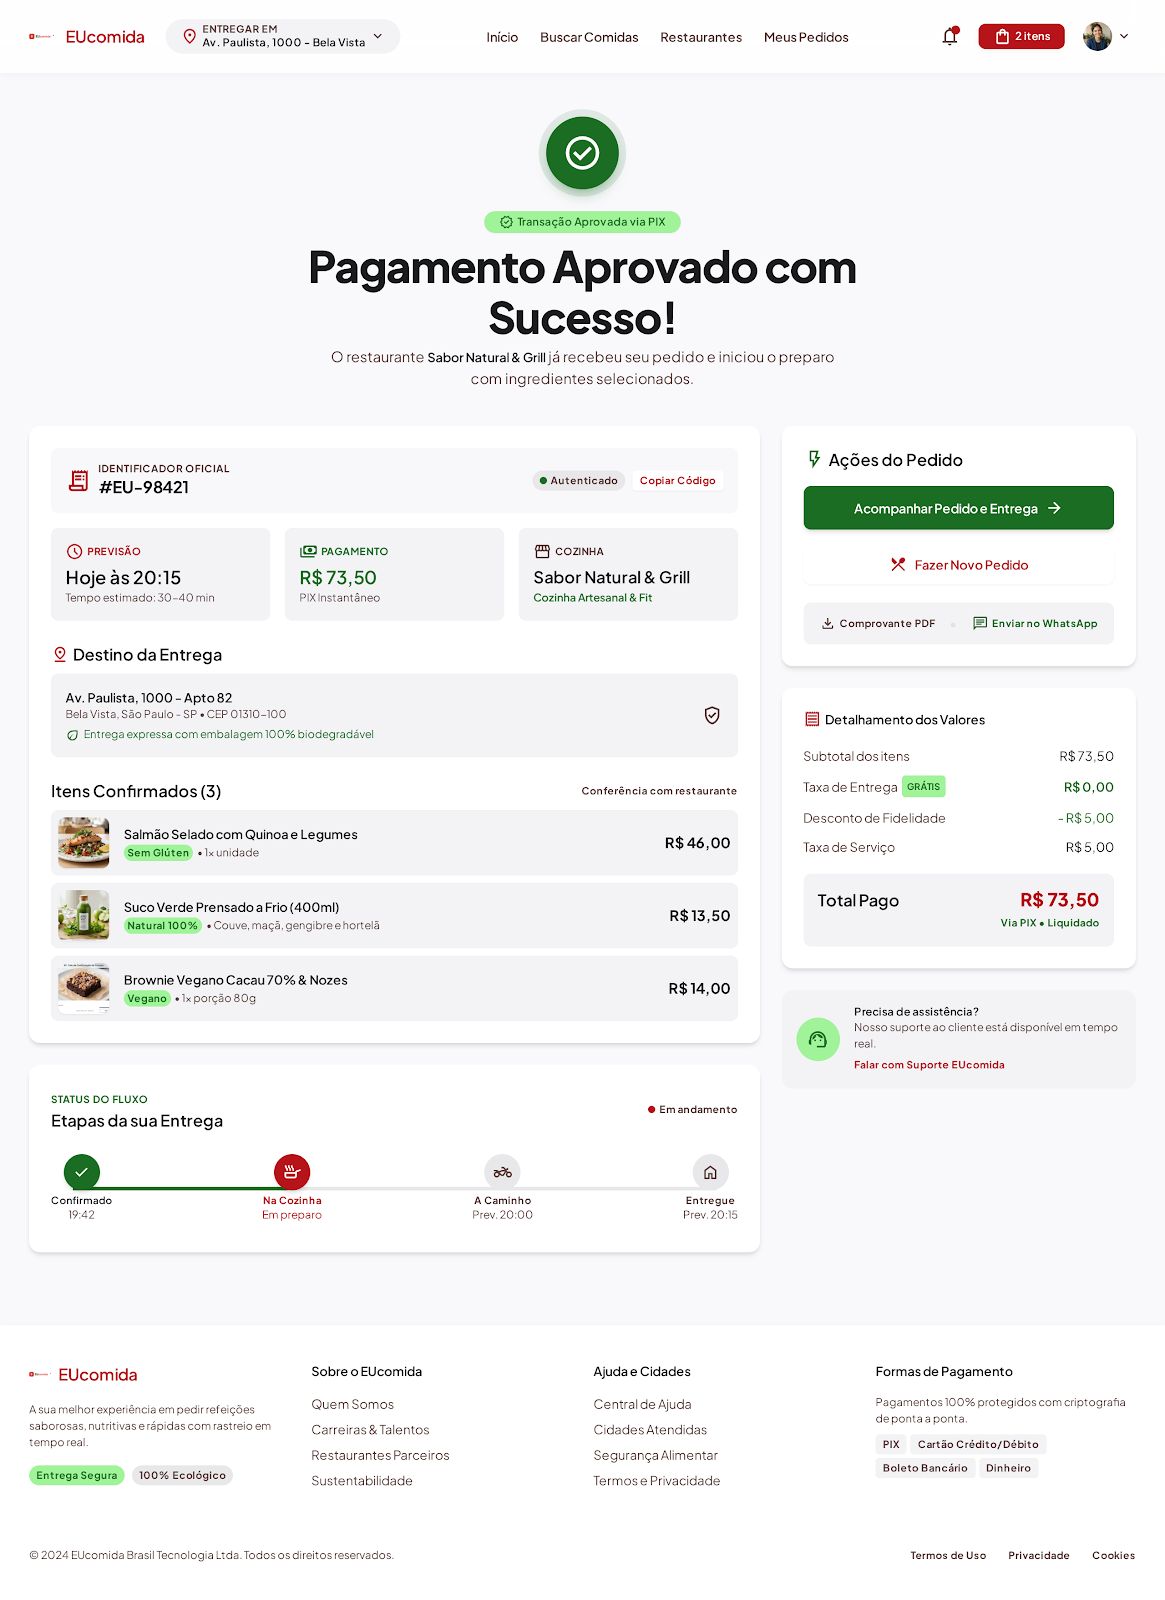 EUcomida
ENTREGAR EM
Av. Paulista, 1000 - Bela Vista
Início
Buscar Comidas
Restaurantes
Meus Pedidos
2 itens
Transação Aprovada via PIX
Pagamento Aprovado com
Sucesso!
O restaurante Sabor Natural & Grill já recebeu seu pedido e iniciou o preparo
com ingredientes selecionados.
IDENTIFICADOR OFICIAL
#EU-98421
Autenticado
Copiar Código
PREVISÃO
Hoje às 20:15
Tempo estimado: 30-40 min
PAGAMENTO
R$ 73,50
PIX Instantâneo
COZINHA
Sabor Natural & Grill
Cozinha Artesanal & Fit
Destino da Entrega
Av. Paulista, 1000 - Apto 82
Bela Vista, São Paulo - SP • CEP 01310-100
Entrega expressa com embalagem 100% biodegradável
Itens Confirmados (3)
Conferência com restaurante
Salmão Selado com Quinoa e Legumes
Sem Glúten • 1x unidade
R$ 46,00
Suco Verde Prensado a Frio (400ml)
Natural 100% • Couve, maçã, gengibre e hortelã
R$ 13,50
Brownie Vegano Cacau 70% & Nozes
Vegano • 1x porção 80g
R$ 14,00
STATUS DO FLUXO
Etapas da sua Entrega
Em andamento
Confirmado
19:42
Na Cozinha
Em preparo
A Caminho
Prev. 20:00
Entregue
Prev. 20:15
Ações do Pedido
Acompanhar Pedido e Entrega
Fazer Novo Pedido
Comprovante PDF
Enviar no WhatsApp
Detalhamento dos Valores
Subtotal dos itens R$ 73,50
Taxa de Entrega GRÁTIS R$ 0,00
Desconto de Fidelidade - R$ 5,00
Taxa de Serviço R$ 5,00
Total Pago R$ 73,50
Via PIX • Liquidado
Precisa de assistência?
Nosso suporte ao cliente está disponível em tempo
real.
Falar com Suporte EUcomida
EUcomida
A sua melhor experiência em pedir refeições
saborosas, nutritivas e rápidas com rastreio em
tempo real.
Entrega Segura
100% Ecológico
Sobre o EUcomida
Quem Somos
Carreiras & Talentos
Restaurantes Parceiros
Sustentabilidade
Ajuda e Cidades
Central de Ajuda
Cidades Atendidas
Segurança Alimentar
Termos e Privacidade
Formas de Pagamento
Pagamentos 100% protegidos com criptografia
de ponta a ponta.
PIX
Cartão Crédito/Débito
Boleto Bancário
Dinheiro
© 2024 EUcomida Brasil Tecnologia Ltda. Todos os direitos reservados.
Termos de Uso
Privacidade
Cookies